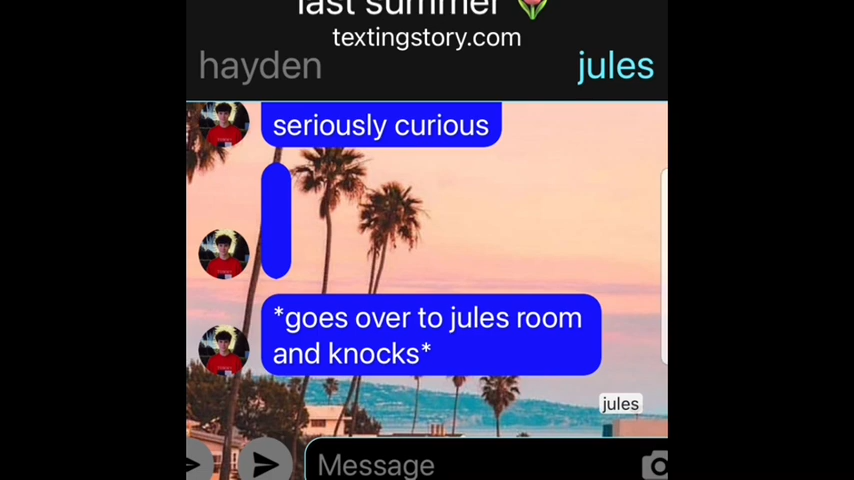 last summer 🌷
textingstory.com
hayden
jules
seriously curious
*goes over to jules room
and knocks*
jules
Message